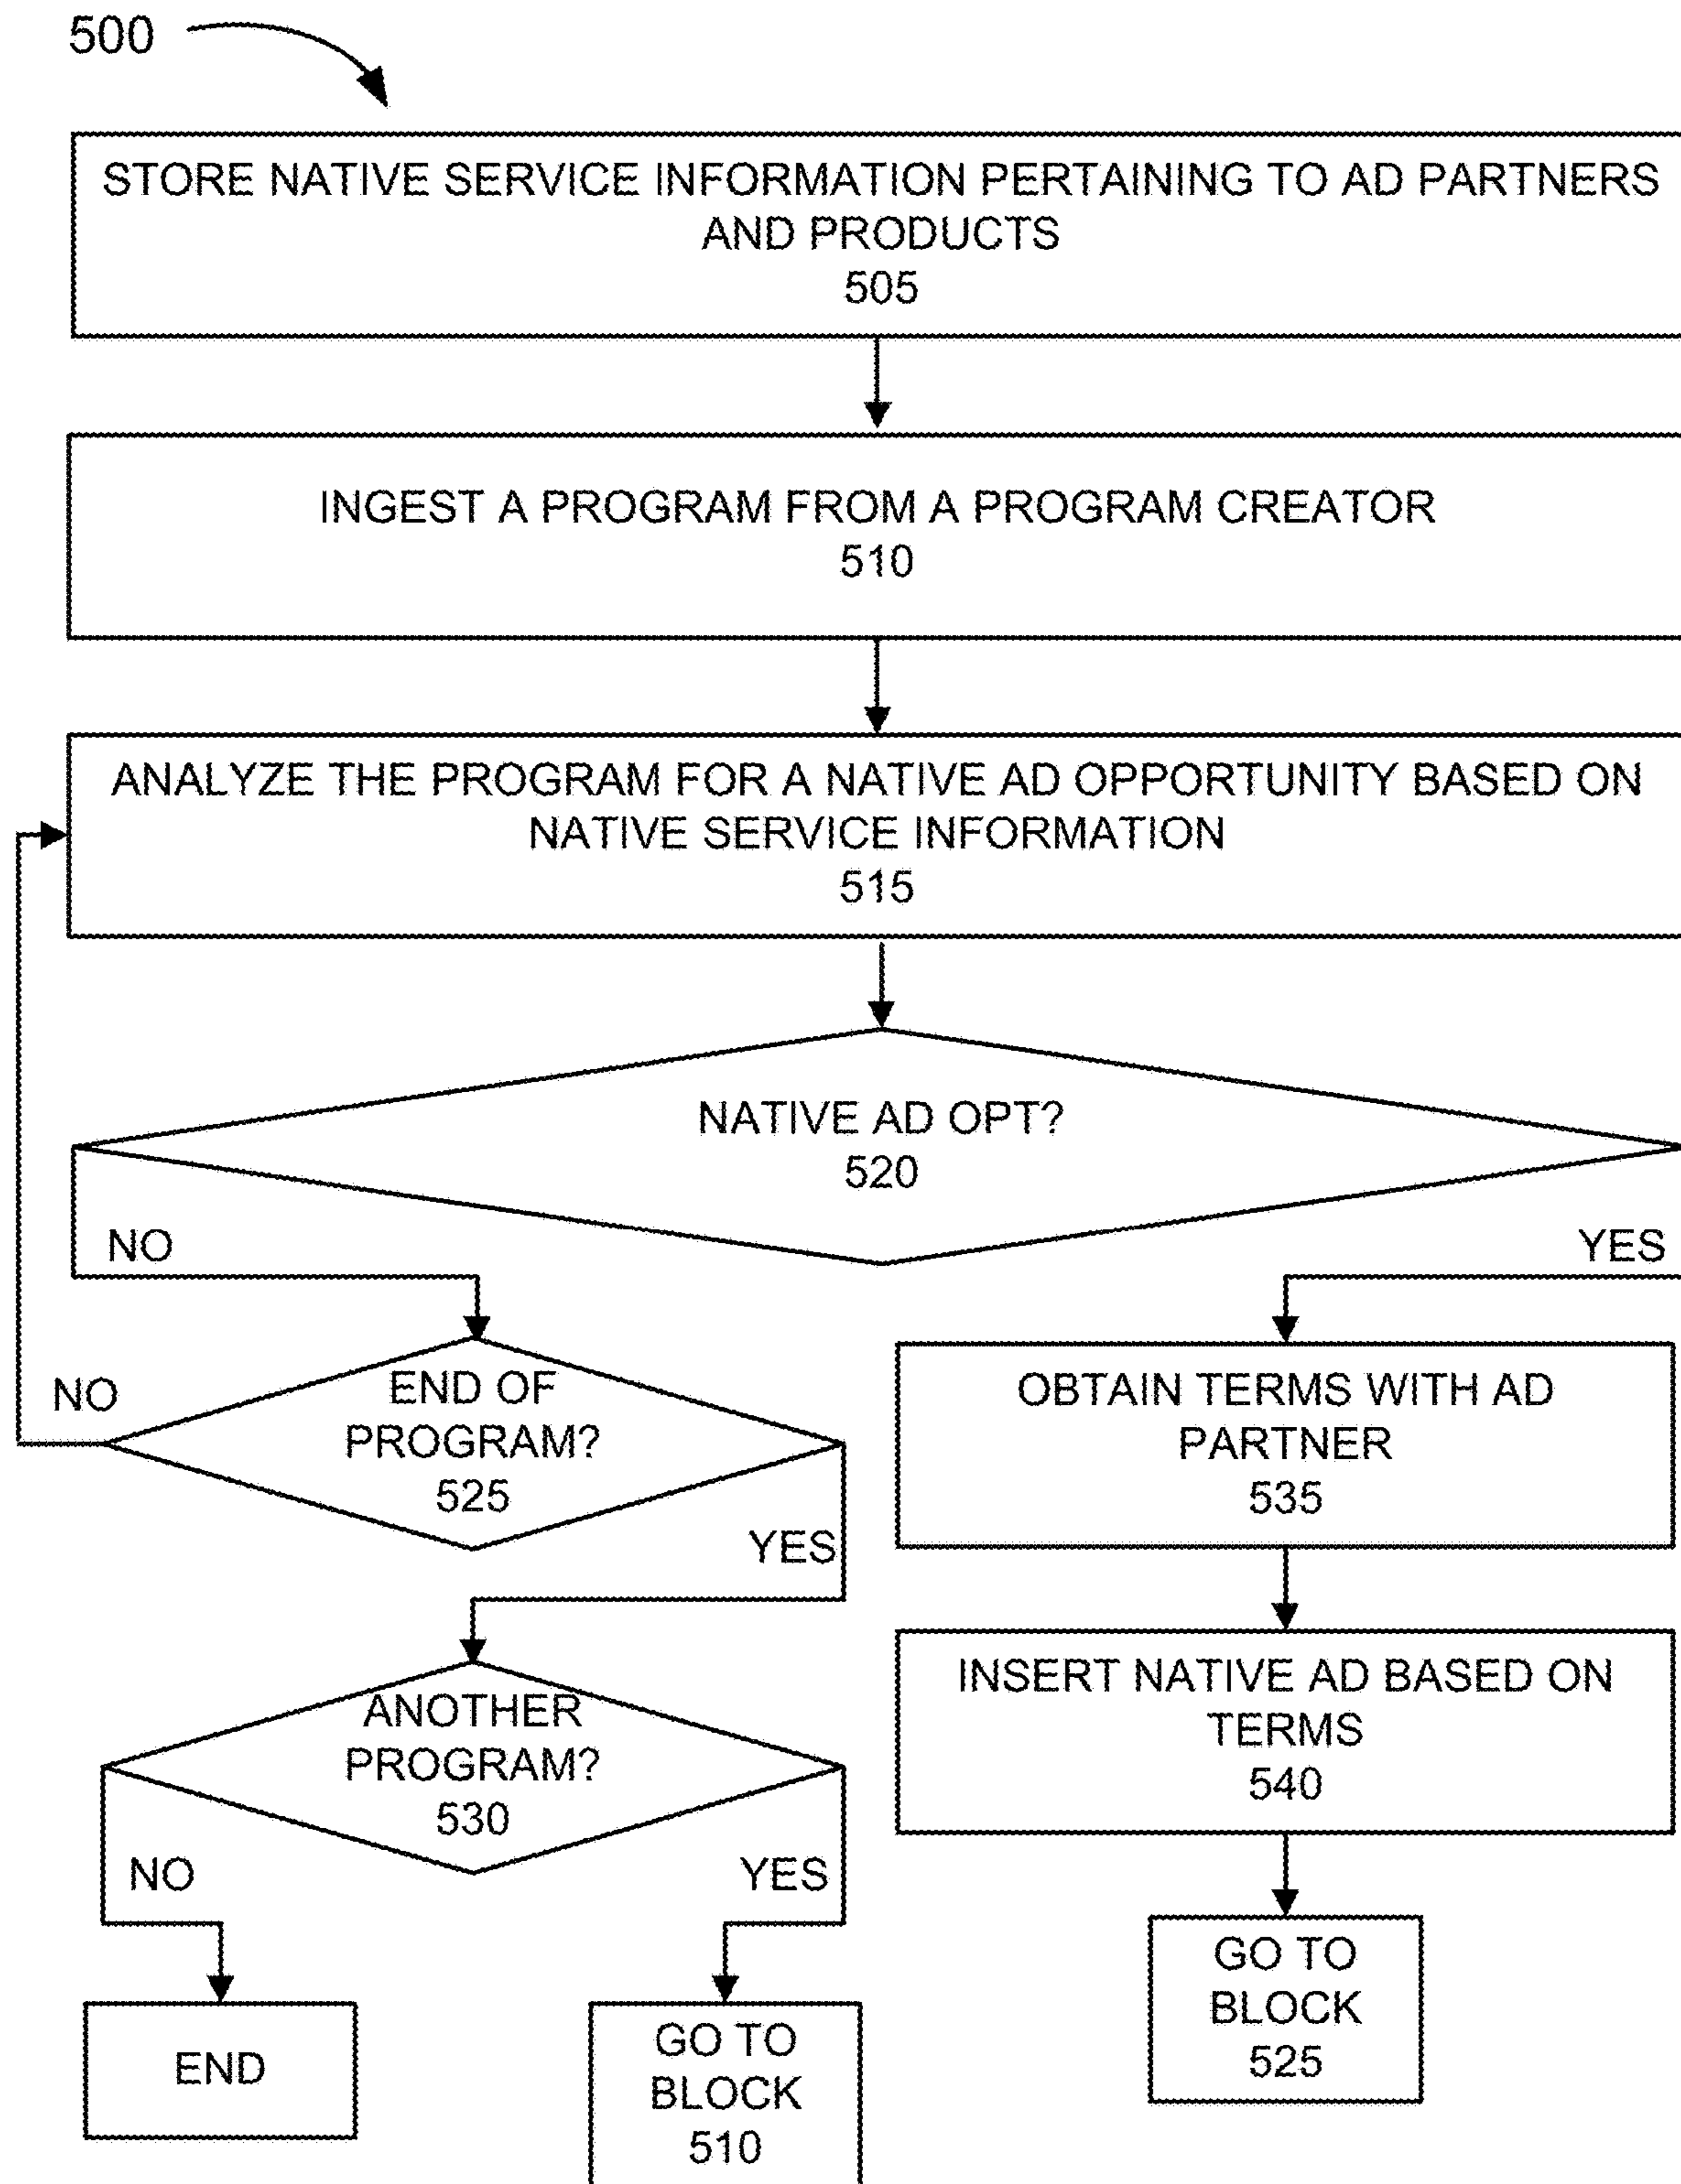 500
STORE NATIVE SERVICE INFORMATION PERTAINING TO AD PARTNERS
AND PRODUCTS
505
INGEST A PROGRAM FROM A PROGRAM CREATOR
510
ANALYZE THE PROGRAM FOR A NATIVE AD OPPORTUNITY BASED ON
NATIVE SERVICE INFORMATION
515
NATIVE AD OPT?
520
NO
YES
END OF
PROGRAM?
525
NO
YES
OBTAIN TERMS WITH AD
PARTNER
535
ANOTHER
PROGRAM?
530
NO
YES
INSERT NATIVE AD BASED ON
TERMS
540
END
GO TO
BLOCK
510
GO TO
BLOCK
525